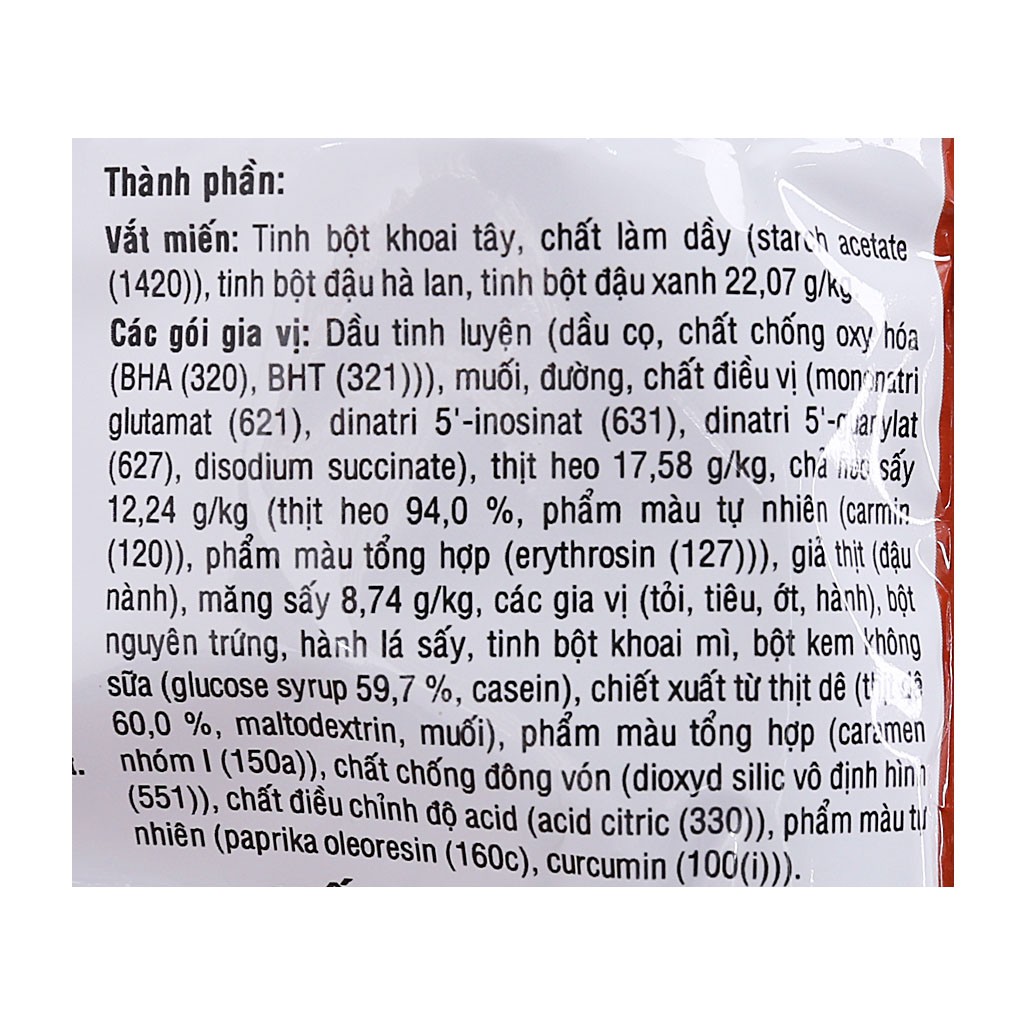 Thành phần:
Vắt miến: Tinh bột khoai tây, chất làm dầy (starch acetate
(1420)), tinh bột đậu hà lan, tinh bột đậu xanh 22,07 g/kg.
Các gói gia vị: Dầu tinh luyện (dầu cọ, chất chống oxy hóa
(BHA (320), BHT (321))), muối, đường, chất điều vị (mononatri
glutamat (621), dinatri 5'-inosinat (631), dinatri 5'-guanylat
(627), disodium succinate), thịt heo 17,58 g/kg, chả heo sấy
12,24 g/kg (thịt heo 94,0 %, phẩm màu tự nhiên (carmin
(120)), phẩm màu tổng hợp (erythrosin (127))), giả thịt (đậu
nành), măng sấy 8,74 g/kg, các gia vị (tỏi, tiêu, ớt, hành), bột
nguyên trứng, hành lá sấy, tinh bột khoai mì, bột kem không
sữa (glucose syrup 59,7 %, casein), chiết xuất từ thịt dê (thịt dê
60,0 %, maltodextrin, muối), phẩm màu tổng hợp (caramen
nhóm I (150a)), chất chống đông vón (dioxyd silic vô định hình
(551)), chất điều chỉnh độ acid (acid citric (330)), phẩm màu tự
nhiên (paprika oleoresin (160c), curcumin (100(i))).